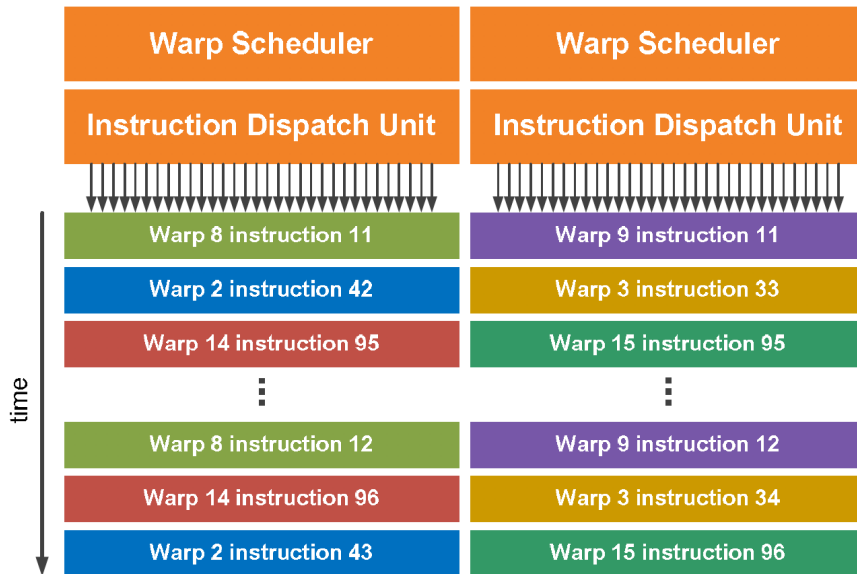 Warp Scheduler
Warp Scheduler
Instruction Dispatch Unit
Instruction Dispatch Unit
time
Warp 8 instruction 11
Warp 9 instruction 11
Warp 2 instruction 42
Warp 3 instruction 33
Warp 14 instruction 95
Warp 15 instruction 95
Warp 8 instruction 12
Warp 9 instruction 12
Warp 14 instruction 96
Warp 3 instruction 34
Warp 2 instruction 43
Warp 15 instruction 96